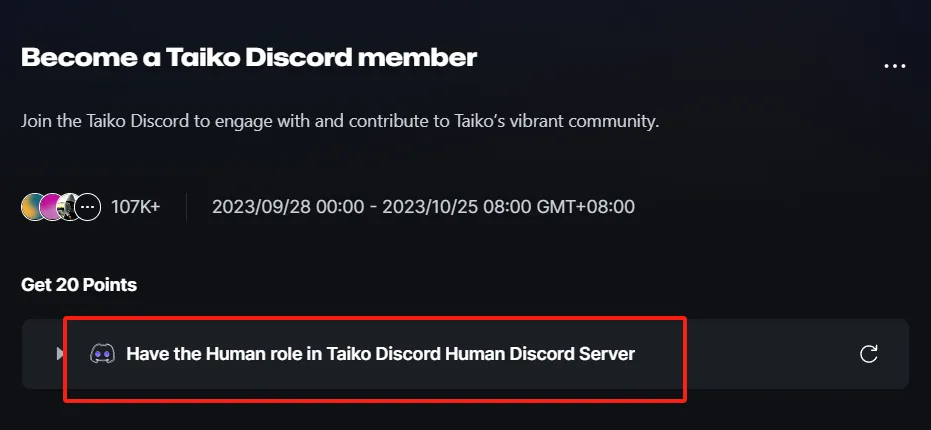 Become a Taiko Discord member
Join the Taiko Discord to engage with and contribute to Taiko’s vibrant community.
107K+ 2023/09/28 00:00 - 2023/10/25 08:00 GMT+08:00
Get 20 Points
Have the Human role in Taiko Discord Human Discord Server